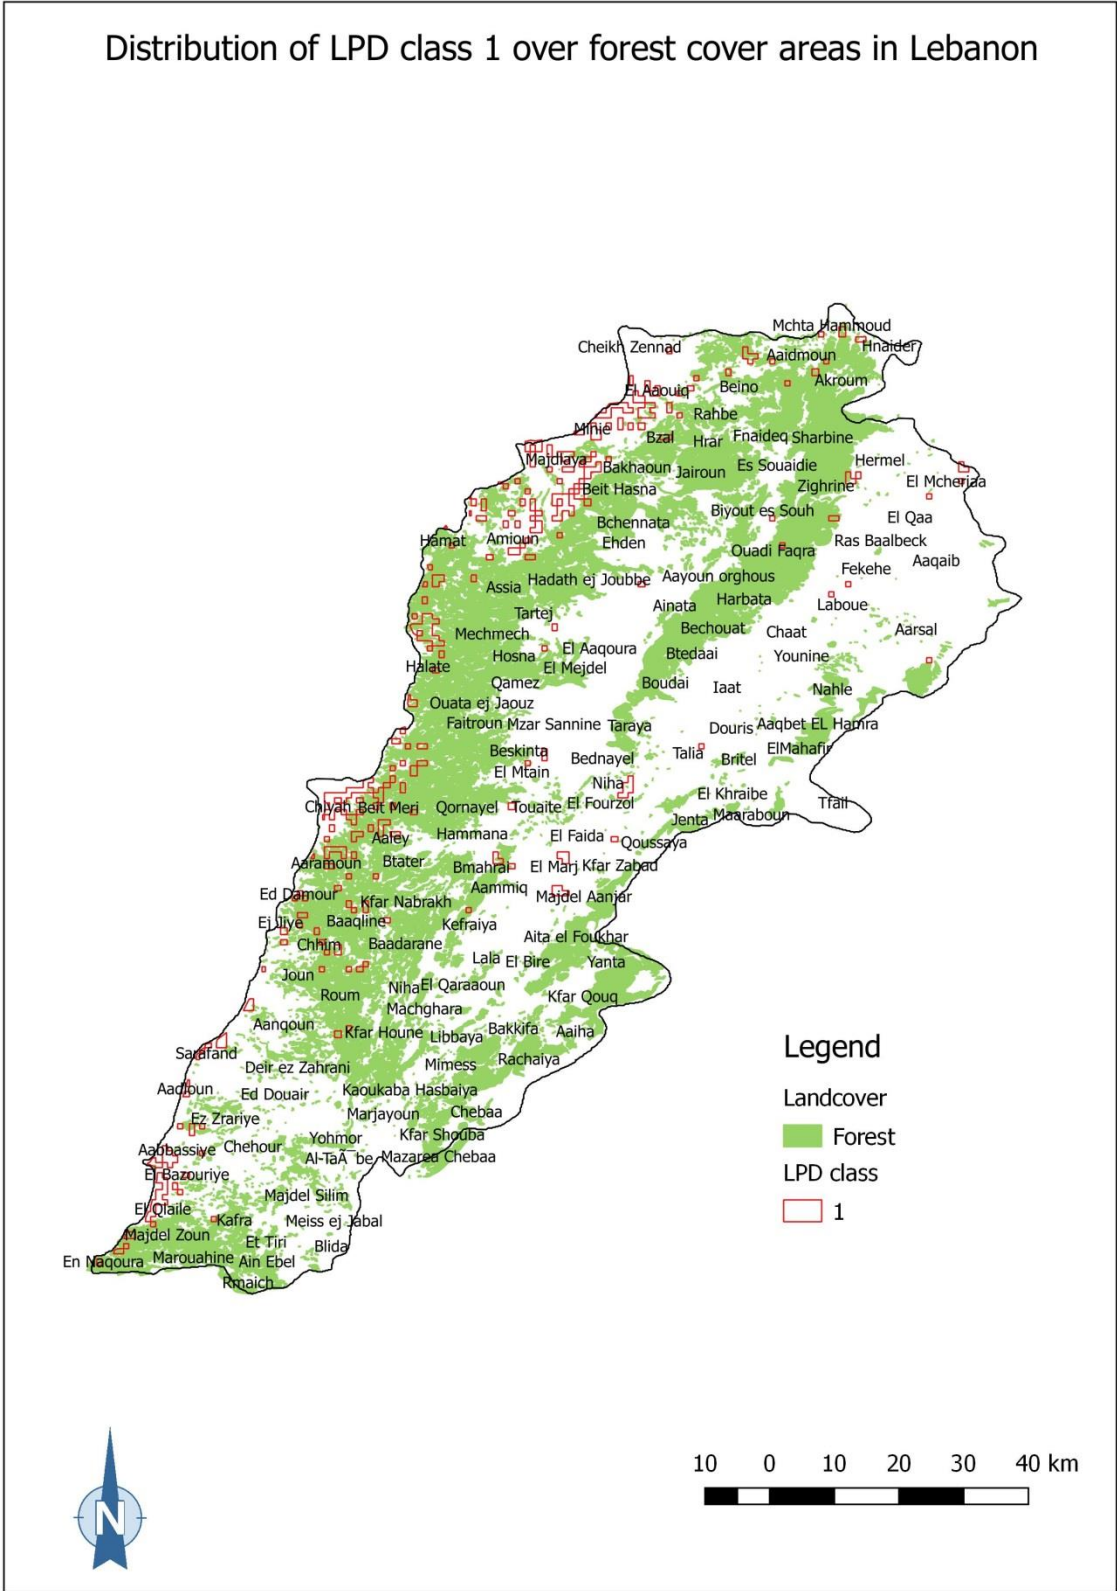 Distribution of LPD class 1 over forest cover areas in Lebanon
Mchta Hammoud
Cheikh Zennad
Hnaider
Aaidmoun
Akroum
Beino
El Aaouiq
Rahbe
Minie
Bzal
Hrar
Fnaideq
Sharbine
Majdlaya
Bakhaoun
Jairoun
Es Souaidie
Hermel
Zighrine
El Mcherjaa
Beit Hasna
Biyout es Souh
El Qaa
Bchennata
Hamat
Amioun
Ehden
Ouadi Faqra
Ras Baalbeck
Aaqaib
Fekehe
Assia
Hadath ej Joubbe
Aayoun orghous
Ainata
Harbata
Laboue
Tartej
Mechmech
Bechouat
Chaat
Aarsal
Hosna
El Aaqoura
Btedaai
Younine
Halate
El Mejdel
Qamez
Boudai
Iaat
Nahle
Ouata ej Jaouz
Faitroun
Mzar Sannine
Taraya
Douris
Aaqbet EL Hamra
Beskinta
Bednayel
Talia
Britel
ElMahafir
El Mtain
Niha
El Khraibe
Chiyah
Beit Meri
Qornayel
Touaite
El Fourzol
Tfail
Jenta
Maaraboun
Aaley
Hammana
El Faida
Qoussaya
Aaramoun
Btater
Bmahrai
El Marj
Kfar Zabad
Aammiq
Majdel Aanjar
Ed Damour
Kfar Nabrakh
Ej Jiye
Baaqline
Kefraiya
Chhim
Baadarane
Aita el Foukhar
Lala
El Bire
Yanta
Joun
Roum
Niha
El Qaraaoun
Kfar Qouq
Machghara
Aanqoun
Kfar Houne
Libbaya
Bakkifa
Aaiha
Sarafand
Deir ez Zahrani
Mimess
Rachaiya
Aadloun
Ed Douair
Kaoukaba
Hasbaiya
Marjayoun
Chebaa
Ez Zrariye
Yohmor
Kfar Shouba
Aabbassiye
Chehour
Al-TaÃ¯be
Mazarea Chebaa
El Bazouriye
Majdel Silim
El Qlaile
Kafra
Meiss ej Jabal
Majdel Zoun
Et Tiri
Blida
En Naqoura
Marouahine
Ain Ebel
Rmaich
Legend
Landcover
Forest
LPD class
1
N
10 0 10 20 30 40 km